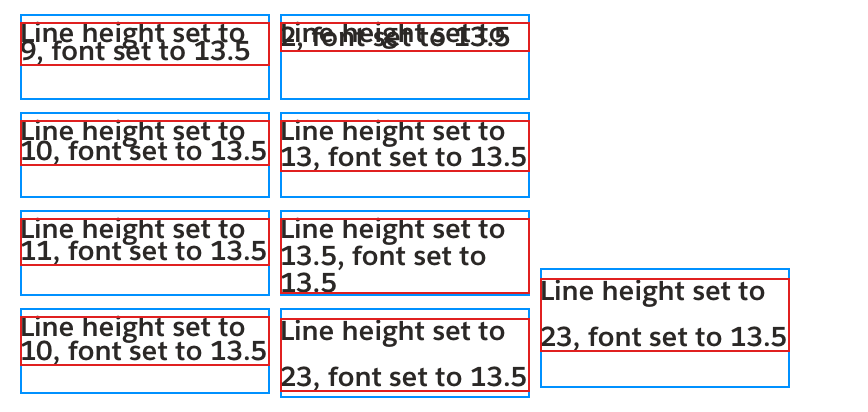 Line height set to
9, font set to 13.5
Line height set to
2, font set to 13.5
Line height set to
10, font set to 13.5
Line height set to
13, font set to 13.5
Line height set to
11, font set to 13.5
Line height set to
13.5, font set to
13.5
Line height set to
10, font set to 13.5
Line height set to
23, font set to 13.5
Line height set to
23, font set to 13.5